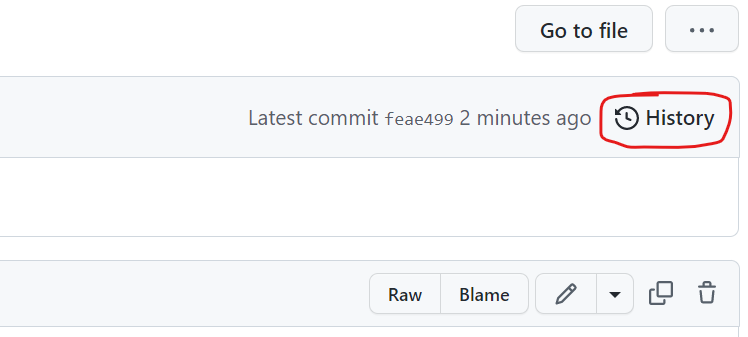 Go to file
Latest commit feae499 2 minutes ago History
Raw Blame